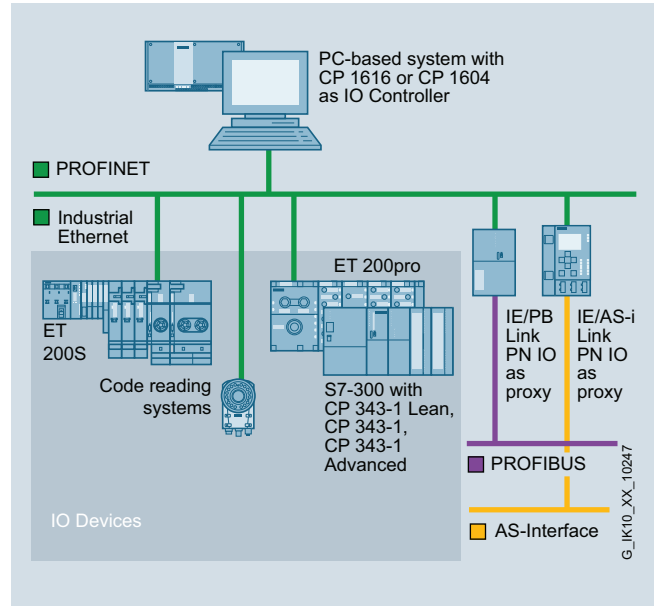 PC-based system with
CP 1616 or CP 1604
as IO Controller
PROFINET
Industrial
Ethernet
ET 200pro
ET
200S
Code reading
systems
S7-300 with
CP 343-1 Lean,
CP 343-1,
CP 343-1
Advanced
IE/PB
Link
PN IO
as
proxy
IE/AS-i
Link
PN IO
as
proxy
PROFIBUS
IO Devices
AS-Interface
G_IK10_XX_10247